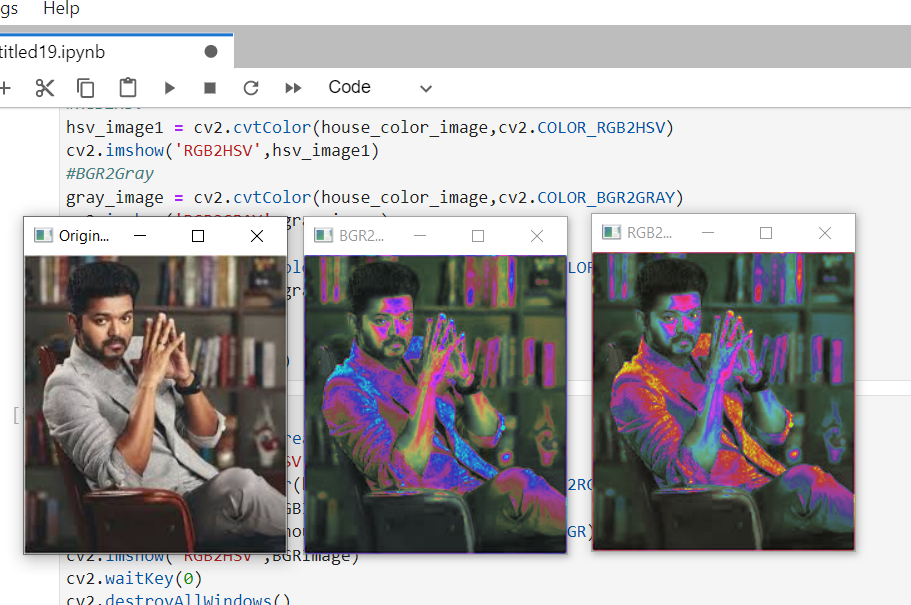 gs Help
titled19.ipynb
Code
hsv_image1 = cv2.cvtColor(house_color_image,cv2.COLOR_RGB2HSV)
cv2.imshow('RGB2HSV',hsv_image1)
#BGR2Gray
gray_image = cv2.cvtColor(house_color_image,cv2.COLOR_BGR2GRAY)
Origin... BGR2... RGB2...
cv2.imshow('RGB2HSV',BGRimage)
cv2.waitKey(0)
cv2.destroyAllWindows()